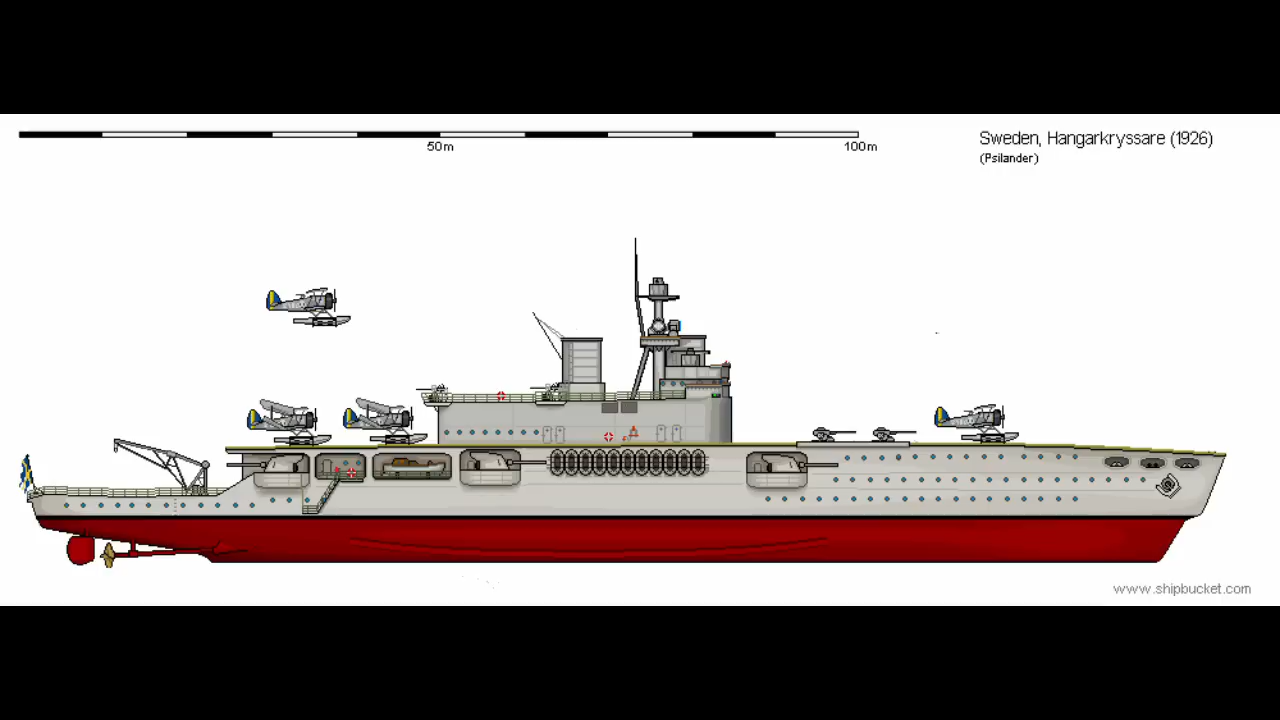 Sweden, Hangarkryssare (1926)
(Psilander)
50m
100m
www.shipbucket.com